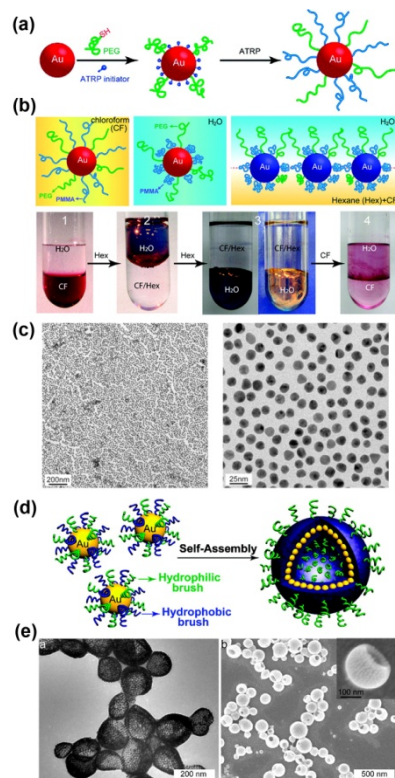 (a)
SH
Au
PEG
ATRP initiator
Au
ATRP
Au
(b)
chloroform
(CF)
Au
PEG
PMMA
H₂O
PEG
Au
PMMA
H₂O
Au
Au
Au
Hexane (Hex)+CF
1
H₂O
CF
Hex
2
H₂O
CF/Hex
Hex
3
CF/Hex
H₂O
CF/Hex
H₂O
CF
4
H₂O
CF
(c)
200nm
25nm
(d)
Au
Au
Au
Self-Assembly
Hydrophilic
brush
Hydrophobic
brush
(e)
a
200 nm
b
100 nm
500 nm